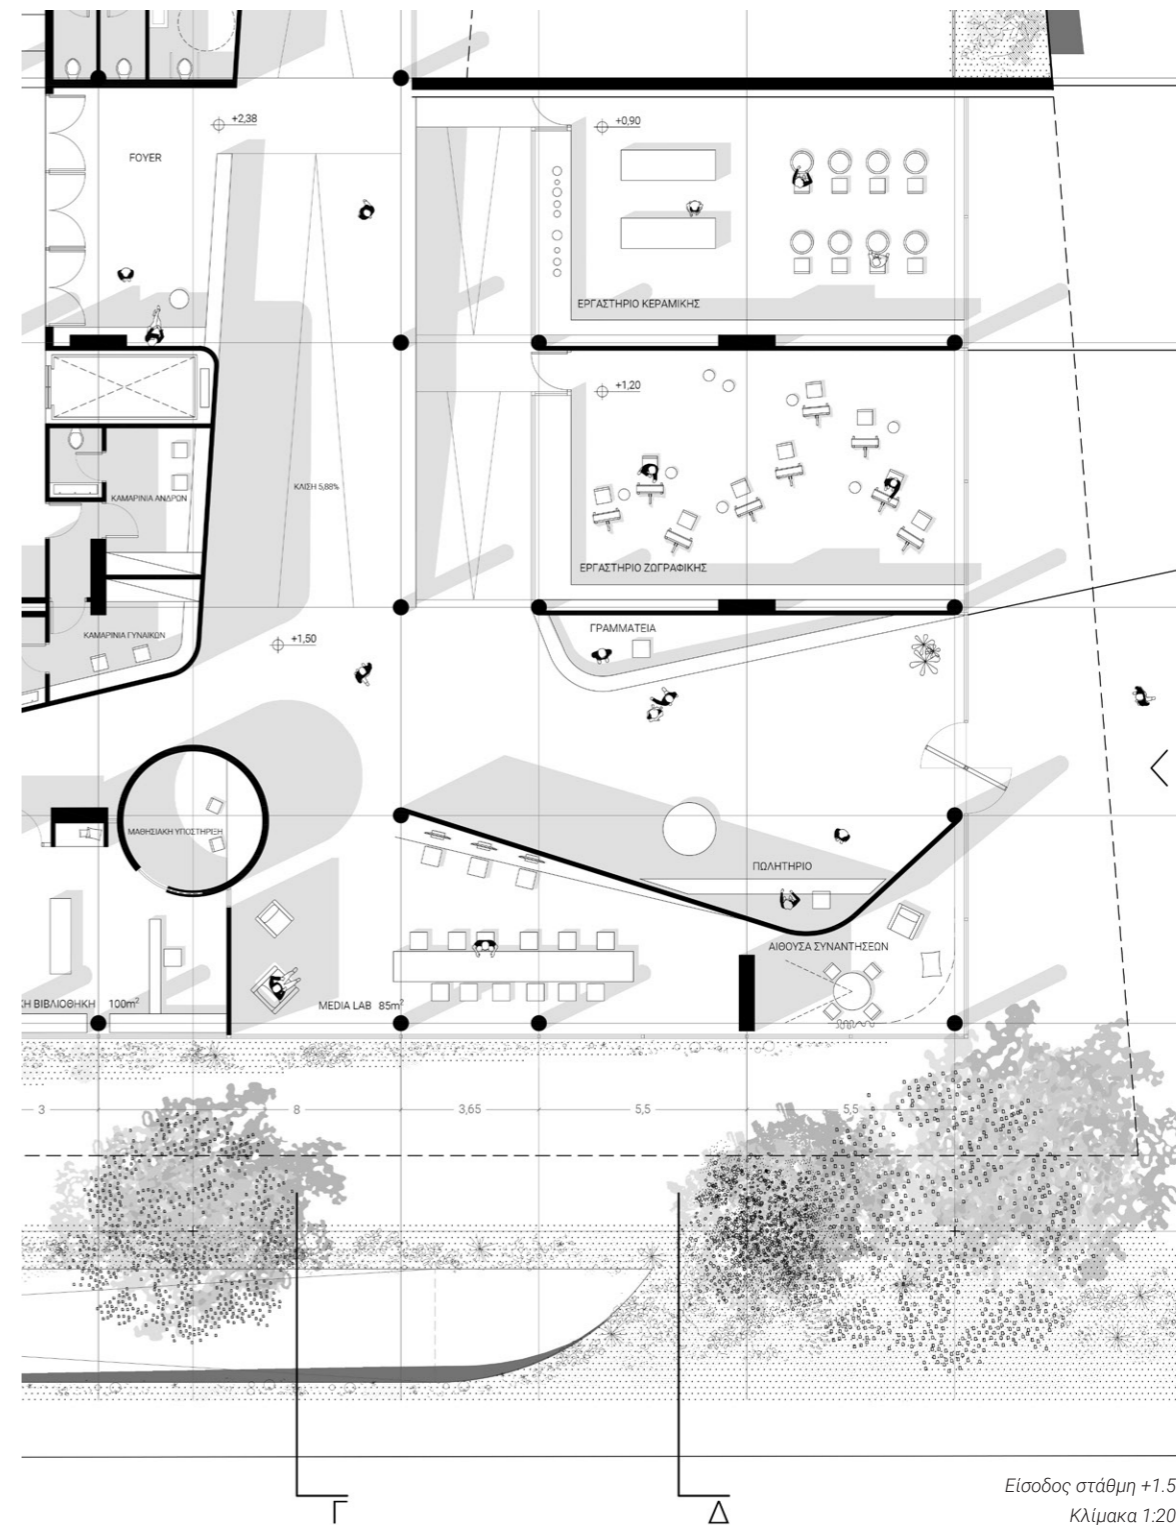 +2,38
+0,90
FOYER
ΕΡΓΑΣΤΗΡΙΟ ΚΕΡΑΜΙΚΗΣ
+1,20
ΚΛΙΣΗ 5,88%
ΚΑΜΑΡΙΝΙΑ ΑΝΔΡΩΝ
ΕΡΓΑΣΤΗΡΙΟ ΖΩΓΡΑΦΙΚΗΣ
ΓΡΑΜΜΑΤΕΙΑ
ΚΑΜΑΡΙΝΙΑ ΓΥΝΑΙΚΩΝ
+1,50
ΜΑΘΗΣΙΑΚΗ ΥΠΟΣΤΗΡΙΞΗ
ΠΩΛΗΤΗΡΙΟ
ΑΙΘΟΥΣΑ ΣΥΝΑΝΤΗΣΕΩΝ
ΚΗ ΒΙΒΛΙΟΘΗΚΗ 100m²
MEDIA LAB 85m²
3 8 3,65 5,5 5,5
Γ Δ
Είσοδος στάθμη +1.5
Κλίμακα 1:20